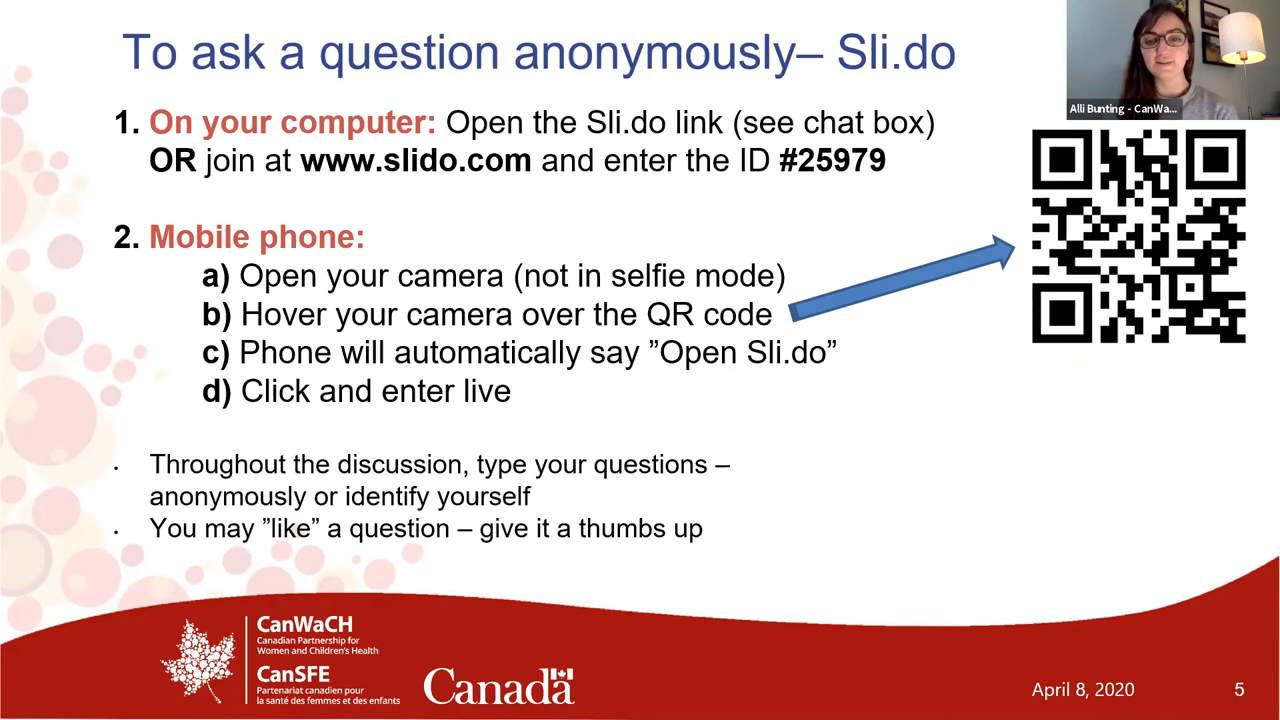 To ask a question anonymously– Sli.do
Alli Bunting - CanWa...
1. On your computer: Open the Sli.do link (see chat box)
OR join at www.slido.com and enter the ID #25979
2. Mobile phone:
a) Open your camera (not in selfie mode)
b) Hover your camera over the QR code
c) Phone will automatically say ”Open Sli.do”
d) Click and enter live
· Throughout the discussion, type your questions –
anonymously or identify yourself
· You may ”like” a question – give it a thumbs up
CanWaCH
Canadian Partnership for
Women and Children's Health
CanSFE
Partenariat canadien pour
la santé des femmes et des enfants
Canada
April 8, 2020
5